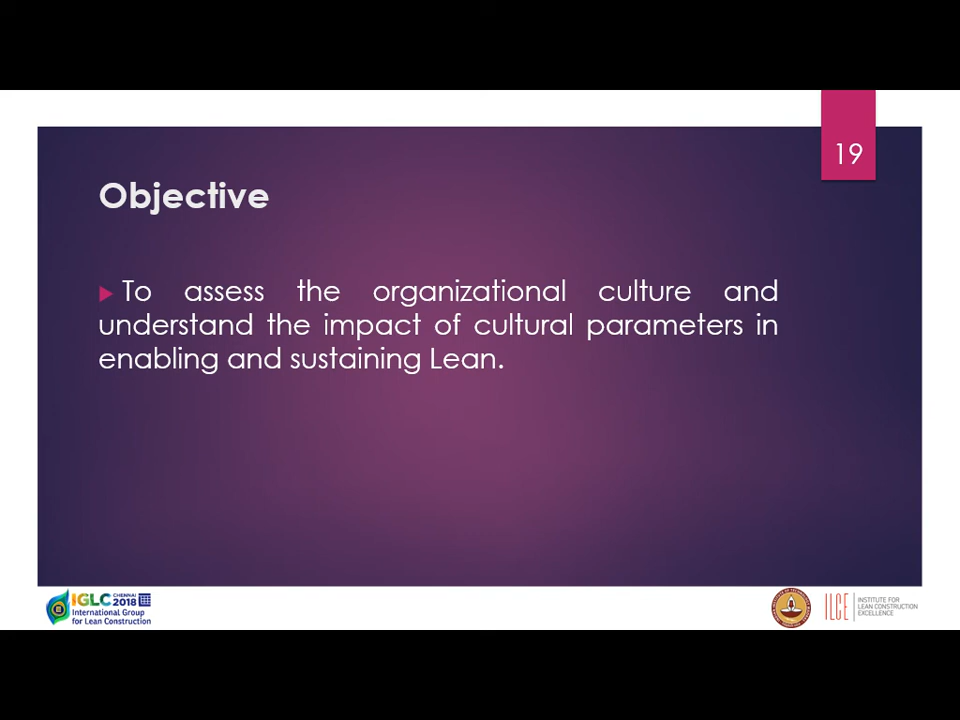 19
Objective
To assess the organizational culture and
understand the impact of cultural parameters in
enabling and sustaining Lean.
IGLC CHENNAI 2018
International Group
for Lean Construction
ILCE
INSTITUTE FOR
LEAN CONSTRUCTION
EXCELLENCE